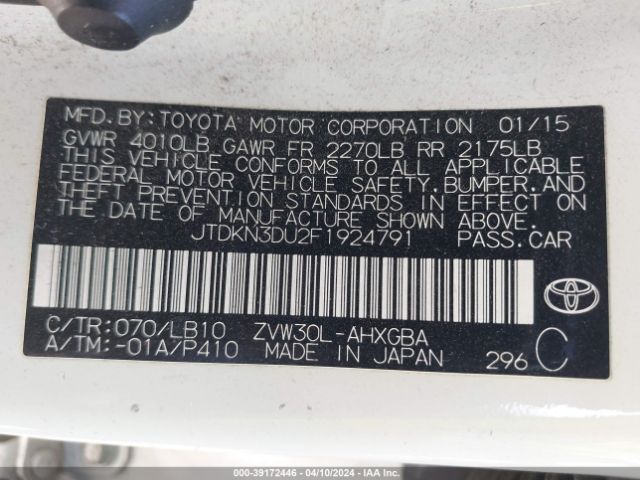 MFD.BY:TOYOTA MOTOR CORPORATION 01/15
GVWR 4010LB GAWR FR 2270LB RR 2175LB
THIS VEHICLE CONFORMS TO ALL APPLICABLE
FEDERAL MOTOR VEHICLE SAFETY,BUMPER,AND
THEFT PREVENTION STANDARDS IN EFFECT ON
THE DATE OF MANUFACTURE SHOWN ABOVE.
JTDKN3DU2F1924791 PASS.CAR
C/TR:070/LB10 ZVW30L-AHXGBA
A/TM:-01A/P410 MADE IN JAPAN 296 C
000-39172446 - 04/10/2024 - IAA Inc.